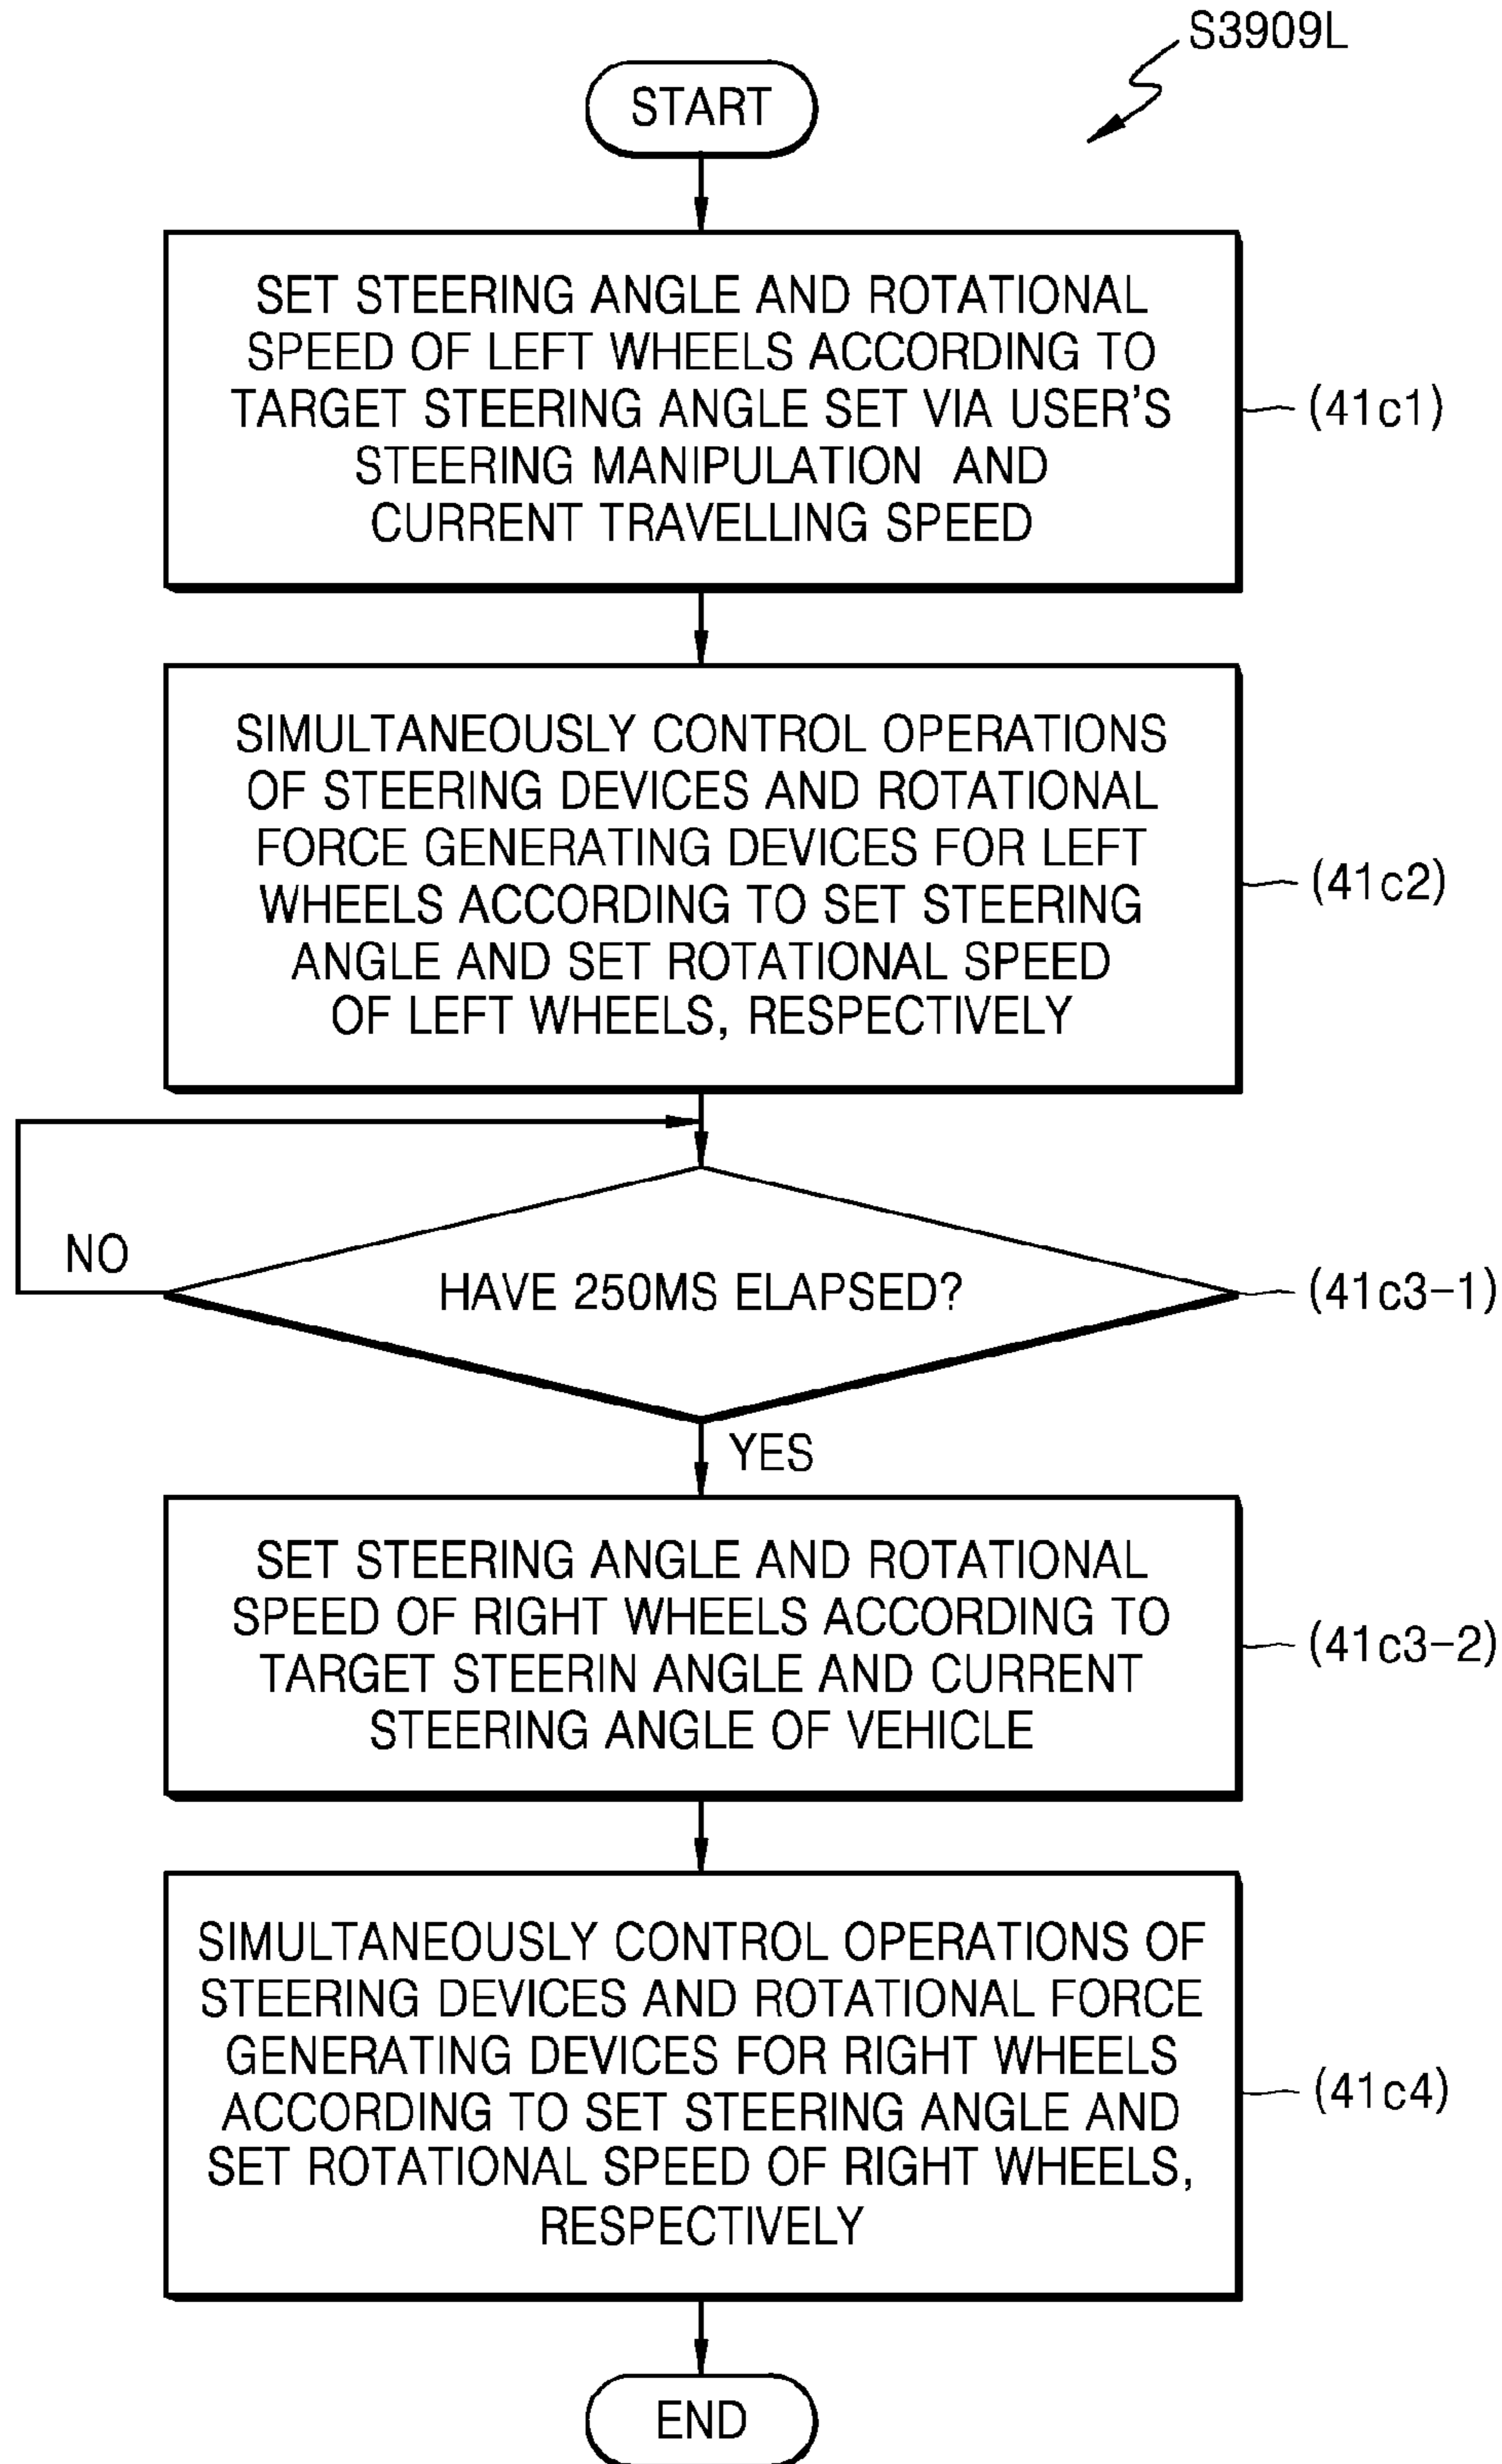 S3909L
START
SET STEERING ANGLE AND ROTATIONAL
SPEED OF LEFT WHEELS ACCORDING TO
TARGET STEERING ANGLE SET VIA USER'S
STEERING MANIPULATION AND
CURRENT TRAVELLING SPEED
(41c1)
SIMULTANEOUSLY CONTROL OPERATIONS
OF STEERING DEVICES AND ROTATIONAL
FORCE GENERATING DEVICES FOR LEFT
WHEELS ACCORDING TO SET STEERING
ANGLE AND SET ROTATIONAL SPEED
OF LEFT WHEELS, RESPECTIVELY
(41c2)
NO
HAVE 250MS ELAPSED?
(41c3-1)
YES
SET STEERING ANGLE AND ROTATIONAL
SPEED OF RIGHT WHEELS ACCORDING TO
TARGET STEERIN ANGLE AND CURRENT
STEERING ANGLE OF VEHICLE
(41c3-2)
SIMULTANEOUSLY CONTROL OPERATIONS OF
STEERING DEVICES AND ROTATIONAL FORCE
GENERATING DEVICES FOR RIGHT WHEELS
ACCORDING TO SET STEERING ANGLE AND
SET ROTATIONAL SPEED OF RIGHT WHEELS,
RESPECTIVELY
(41c4)
END